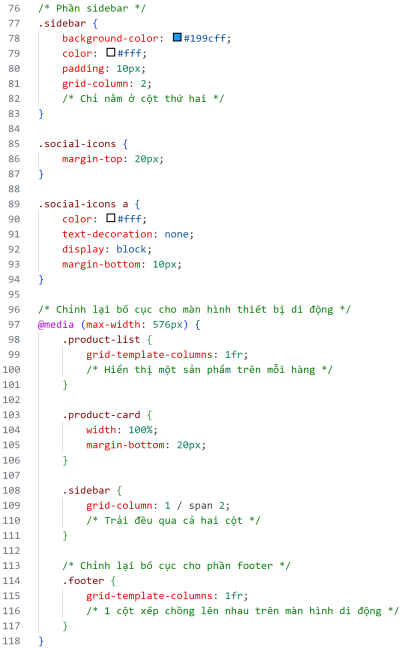 76 /* Phần sidebar */
77 .sidebar {
78 background-color: #199cff;
79 color: #fff;
80 padding: 10px;
81 grid-column: 2;
82 /* Chỉ nằm ở cột thứ hai */
83 }
84
85 .social-icons {
86 margin-top: 20px;
87 }
88
89 .social-icons a {
90 color: #fff;
91 text-decoration: none;
92 display: block;
93 margin-bottom: 10px;
94 }
95
96 /* Chỉnh lại bố cục cho màn hình thiết bị di động */
97 @media (max-width: 576px) {
98 .product-list {
99 grid-template-columns: 1fr;
100 /* Hiển thị một sản phẩm trên mỗi hàng */
101 }
102
103 .product-card {
104 width: 100%;
105 margin-bottom: 20px;
106 }
107
108 .sidebar {
109 grid-column: 1 / span 2;
110 /* Trải đều qua cả hai cột */
111 }
112
113 /* Chỉnh lại bố cục cho phần footer */
114 .footer {
115 grid-template-columns: 1fr;
116 /* 1 cột xếp chồng lên nhau trên màn hình di động */
117 }
118 }